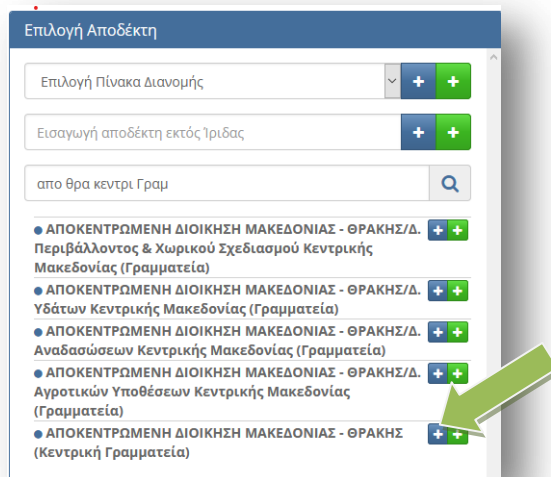 Επιλογή Αποδέκτη
Επιλογή Πίνακα Διανομής
Εισαγωγή αποδέκτη εκτός Ίριδας
απο θρα κεντρι Γραμ
ΑΠΟΚΕΝΤΡΩΜΕΝΗ ΔΙΟΙΚΗΣΗ ΜΑΚΕΔΟΝΙΑΣ - ΘΡΑΚΗΣ/Δ.
Περιβάλλοντος & Χωρικού Σχεδιασμού Κεντρικής
Μακεδονίας (Γραμματεία)
ΑΠΟΚΕΝΤΡΩΜΕΝΗ ΔΙΟΙΚΗΣΗ ΜΑΚΕΔΟΝΙΑΣ - ΘΡΑΚΗΣ/Δ.
Υδάτων Κεντρικής Μακεδονίας (Γραμματεία)
ΑΠΟΚΕΝΤΡΩΜΕΝΗ ΔΙΟΙΚΗΣΗ ΜΑΚΕΔΟΝΙΑΣ - ΘΡΑΚΗΣ/Δ.
Αναδασώσεων Κεντρικής Μακεδονίας (Γραμματεία)
ΑΠΟΚΕΝΤΡΩΜΕΝΗ ΔΙΟΙΚΗΣΗ ΜΑΚΕΔΟΝΙΑΣ - ΘΡΑΚΗΣ/Δ.
Αγροτικών Υποθέσεων Κεντρικής Μακεδονίας
(Γραμματεία)
ΑΠΟΚΕΝΤΡΩΜΕΝΗ ΔΙΟΙΚΗΣΗ ΜΑΚΕΔΟΝΙΑΣ - ΘΡΑΚΗΣ
(Κεντρική Γραμματεία)